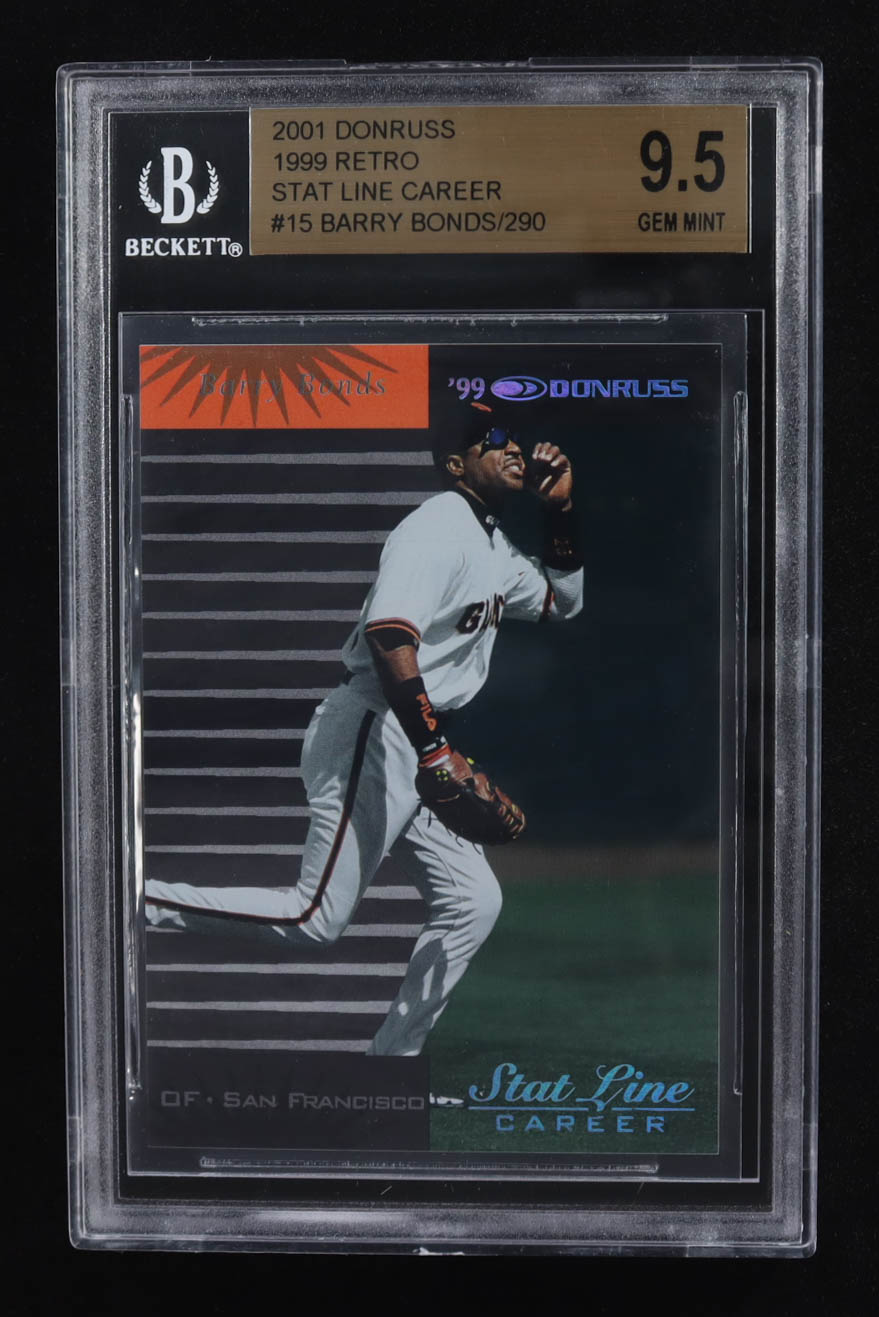 2001 DONRUSS
1999 RETRO
STAT LINE CAREER
#15 BARRY BONDS/290
9.5
GEM MINT
B
BECKETT®
Barry Bonds
'99 DONRUSS
FILA
OF · SAN FRANCISCO
Stat Line
CAREER